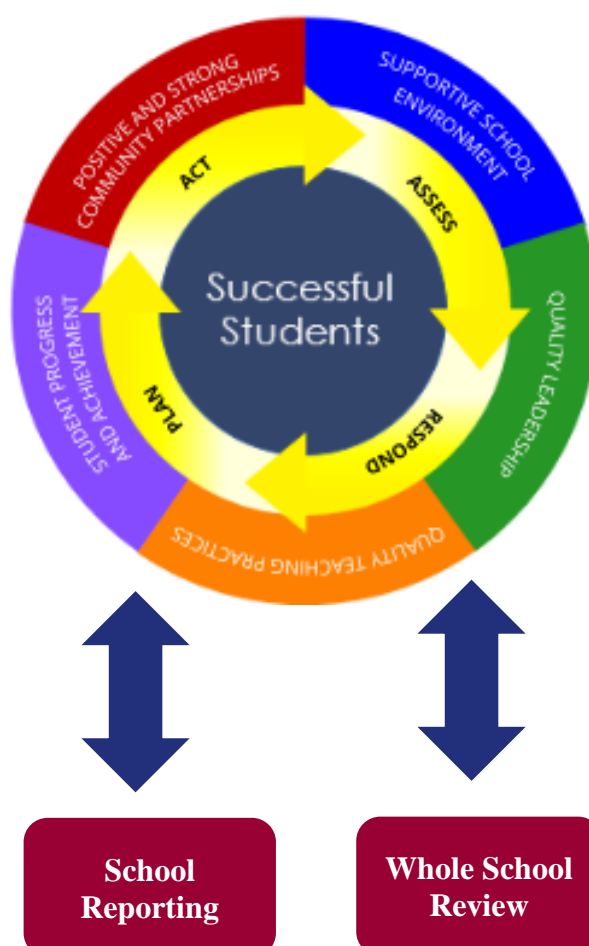 POSITIVE AND STRONG
COMMUNITY PARTNERSHIPS
SUPPORTIVE SCHOOL
ENVIRONMENT
ACT
ASSESS
Successful
Students
QUALITY LEADERSHIP
STUDENT PROGRESS
AND ACHIEVEMENT
PLAN
RESPOND
QUALITY TEACHING PRACTICES
School
Reporting
Whole School
Review